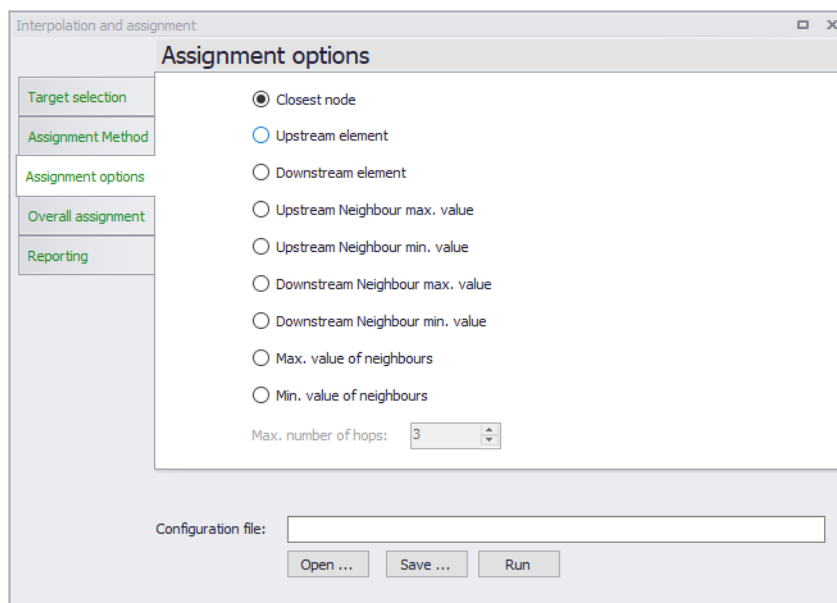 Interpolation and assignment
Assignment options
Target selection
Assignment Method
Assignment options
Overall assignment
Reporting
Closest node
Upstream element
Downstream element
Upstream Neighbour max. value
Upstream Neighbour min. value
Downstream Neighbour max. value
Downstream Neighbour min. value
Max. value of neighbours
Min. value of neighbours
Max. number of hops: 3
Configuration file:
Open ... Save ... Run